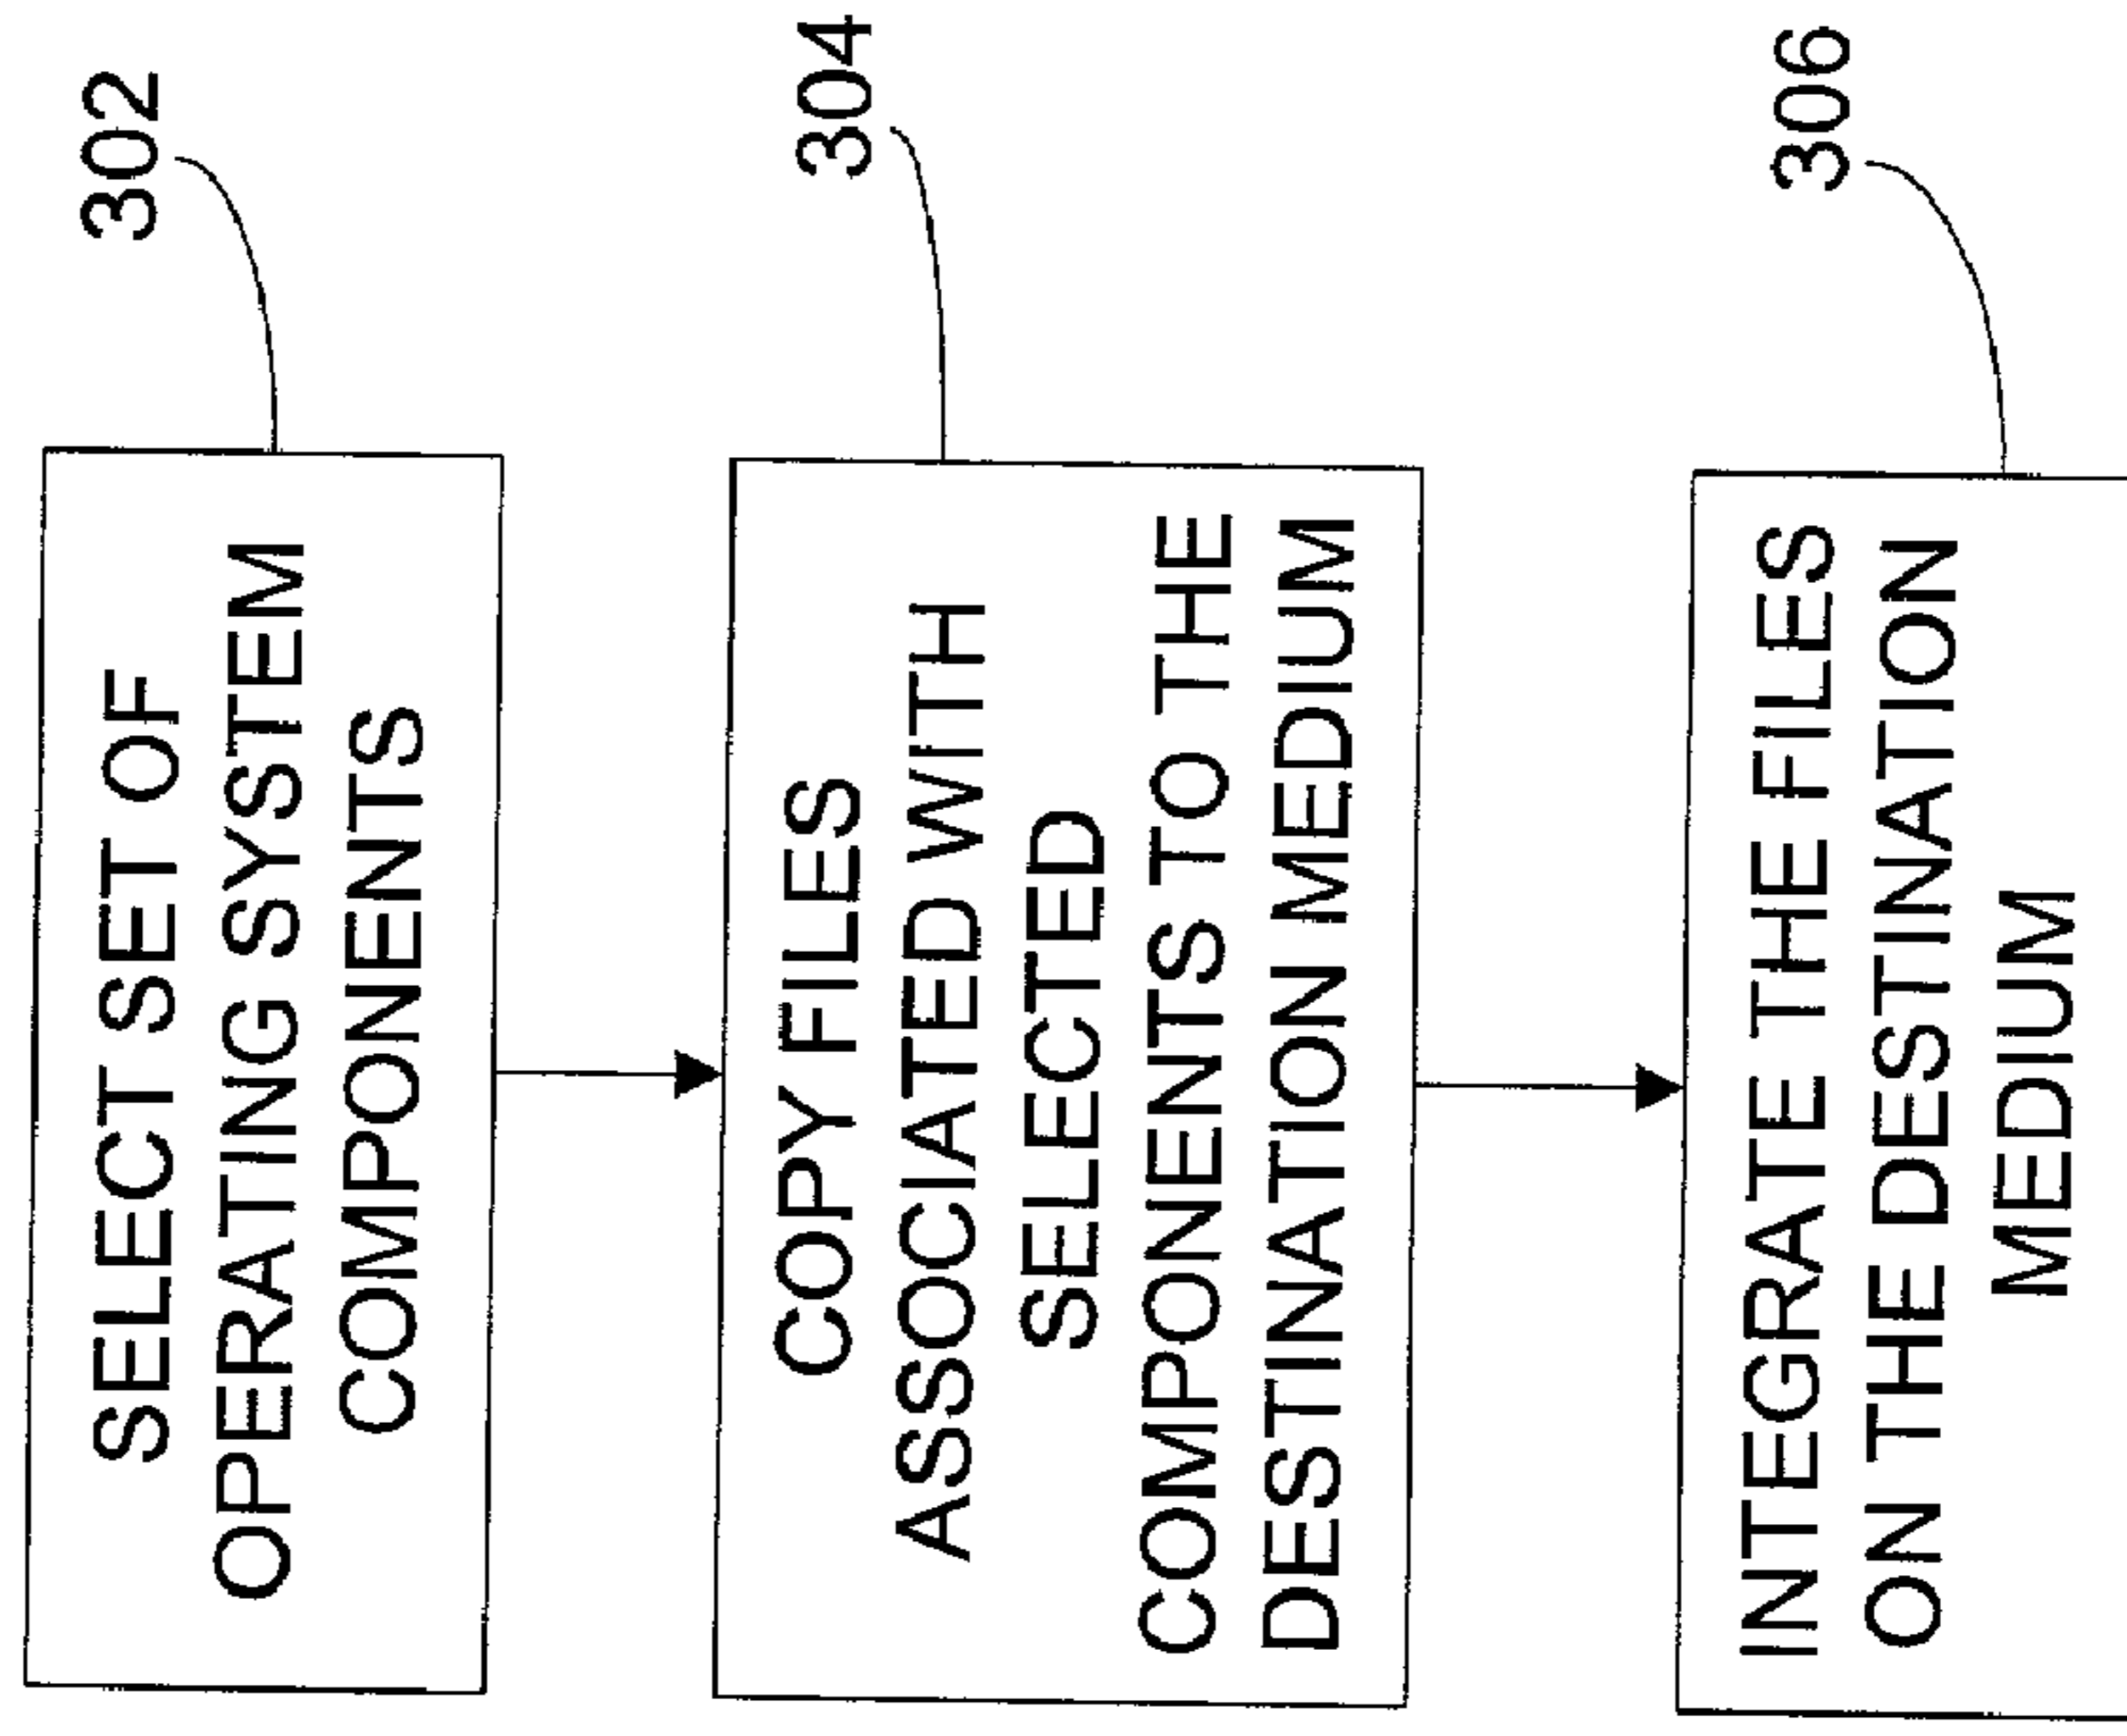 302
SELECT SET OF
OPERATING SYSTEM
COMPONENTS
304
COPY FILES
ASSOCIATED WITH
SELECTED
COMPONENTS TO THE
DESTINATION MEDIUM
306
INTEGRATE THE FILES
ON THE DESTINATION
MEDIUM